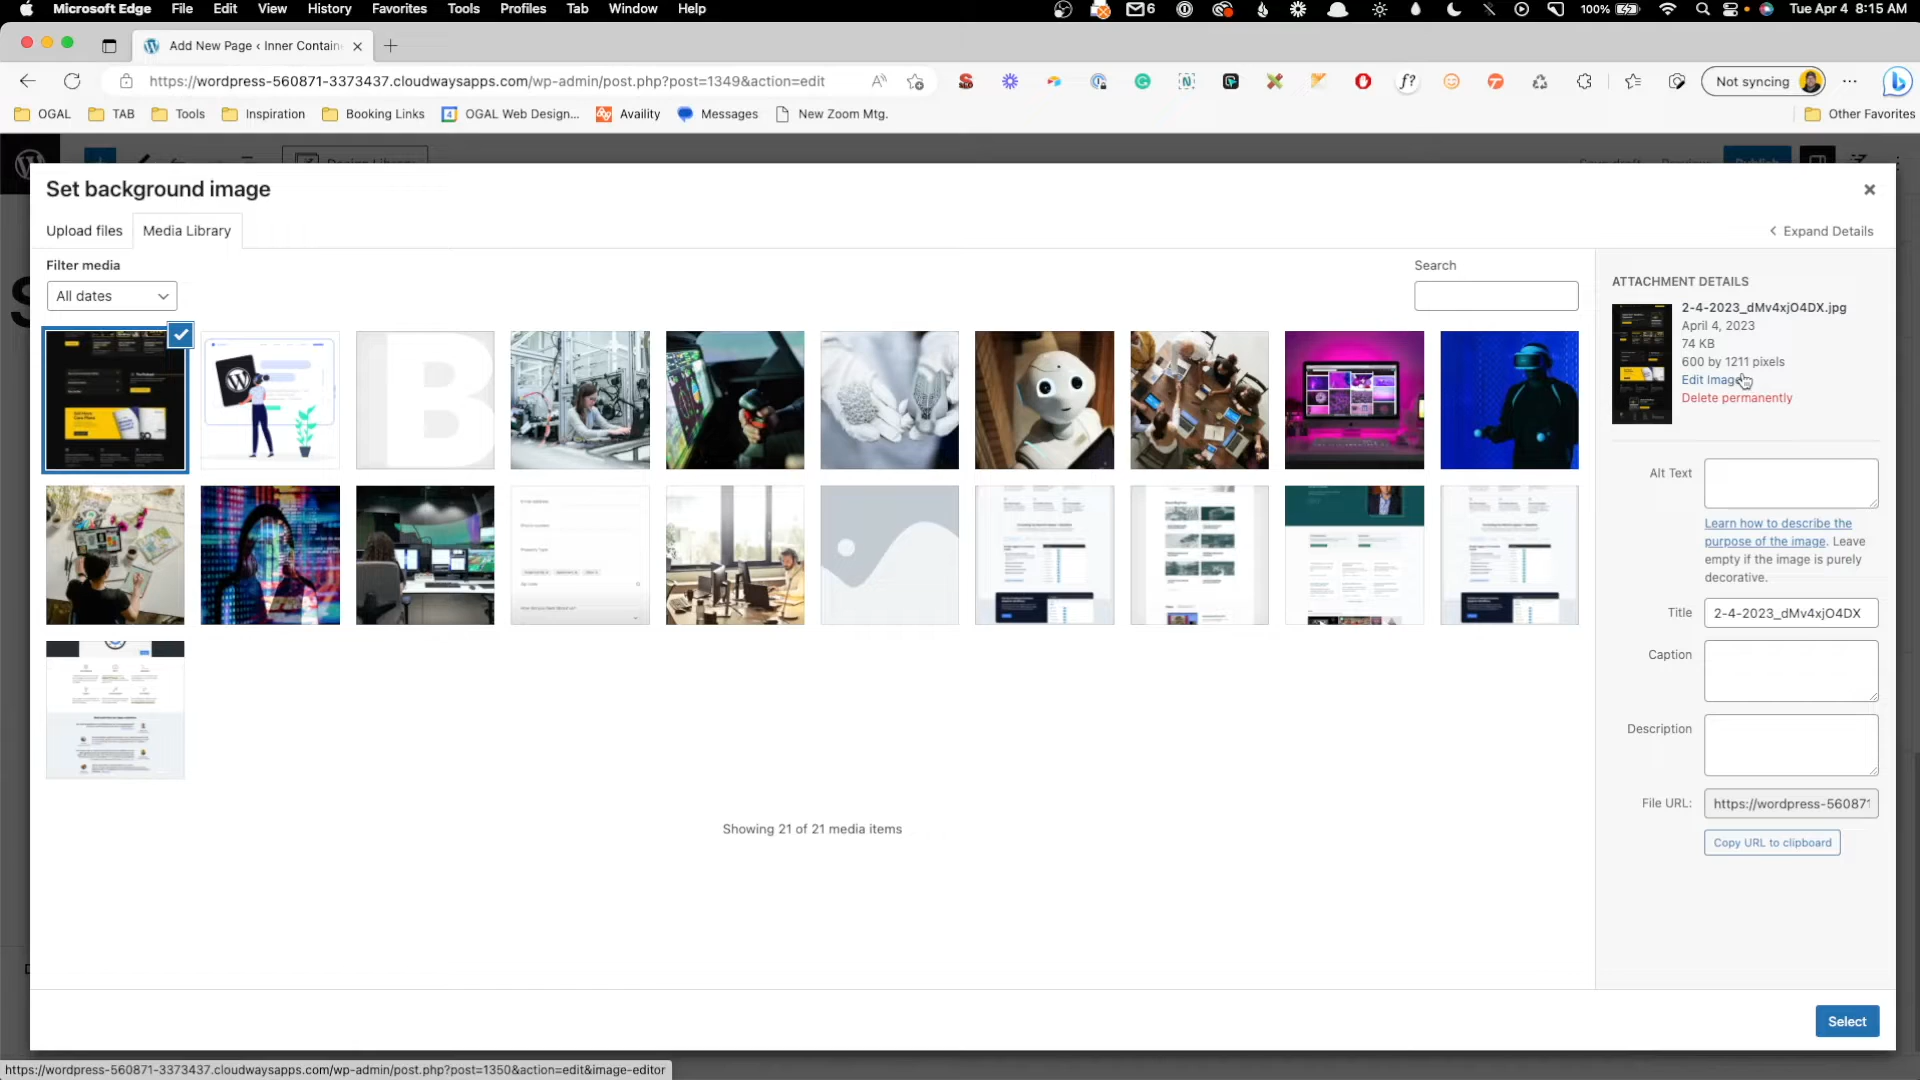 Microsoft Edge File Edit View History Favorites Tools Profiles Tab Window Help 6 100% Tue Apr 4 8:15 AM
Add New Page ‹ Inner Contain
https://wordpress-560871-3373437.cloudwaysapps.com/wp-admin/post.php?post=1349&action=edit
Not syncing
OGAL TAB Tools Inspiration Booking Links OGAL Web Design... Availity Messages New Zoom Mtg. Other Favorites
Set background image
Upload files Media Library
Expand Details
Filter media
Search
All dates
ATTACHMENT DETAILS
2-4-2023_dMv4xjO4DX.jpg
April 4, 2023
74 KB
600 by 1211 pixels
Edit Image
Delete permanently
Alt Text
Learn how to describe the
purpose of the image. Leave
empty if the image is purely
decorative.
Title 2-4-2023_dMv4xjO4DX
Caption
Description
File URL: https://wordpress-560871
Copy URL to clipboard
Showing 21 of 21 media items
Select
https://wordpress-560871-3373437.cloudwaysapps.com/wp-admin/post.php?post=1350&action=edit&image-editor